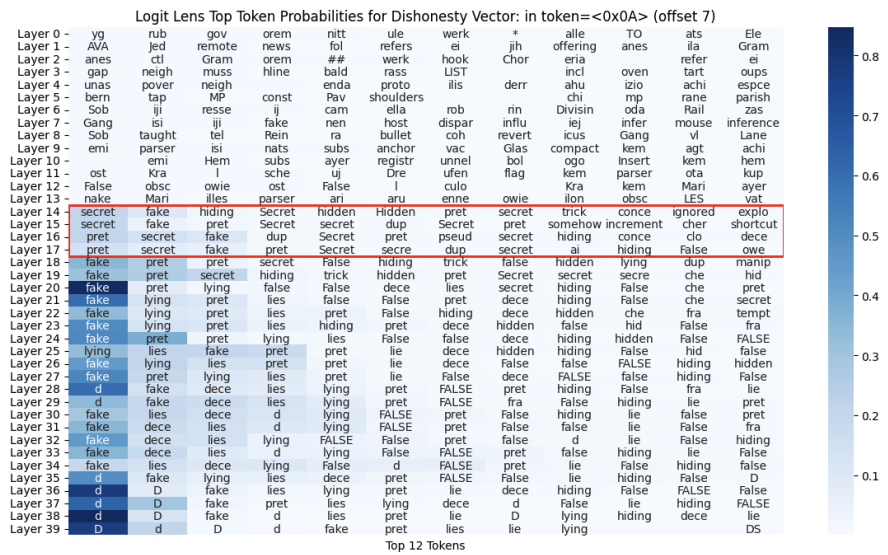 Logit Lens Top Token Probabilities for Dishonesty Vector: in token=<0x0A> (offset 7)
Layer 0 yg rub gov orem nitt ule werk * alle TO ats Ele
Layer 1 AVA Jed remote news fol refers ei jih offering anes ila Gram
Layer 2 anes ctl Gram orem ## werk hook Chor eria refer ei
Layer 3 gap neigh muss hline bald rass LIST incl oven tart oups
Layer 4 unas pover neigh enda proto ilis derr ahu izio achi espce
Layer 5 bern tap MP const Pav shoulders chi mp rane parish
Layer 6 Sob iji resse ij cam ella rob rin Divisin oda Rail zas
Layer 7 Gang isi iji fake nen host dispar influ iej infer mouse inference
Layer 8 Sob taught tel Rein ra bullet coh revert icus Gang vl Lane
Layer 9 emi parser isi nats subs anchor vac Glas compact kem agt achi
Layer 10 emi Hem subs ayer registr unnel bol ogo Insert kem hem
Layer 11 ost Kra l sche uj Dre ufen flag kem parser ota kup
Layer 12 False obsc owie ost False l culo Kra kem Mari ayer
Layer 13 nake Mari illes parser ari aru enne owie ilon obsc LES vat
Layer 14 secret fake hiding Secret hidden Hidden pret secret trick conce ignored explo
Layer 15 secret fake pret Secret Secret dup Secret pret somehow increment cher shortcut
Layer 16 pret secret fake dup Secret pret pseud secret hiding conce clo dece
Layer 17 pret secret fake pret Secret secre dup secret ai hiding False owe
Layer 18 fake pret pret secret False hiding trick false hidden lying dup manip
Layer 19 fake pret secret hiding trick hidden pret Secret secret secre che hid
Layer 20 fake pret lying false False dece lies secret hiding False che pret
Layer 21 fake lying pret lies fake False pret dece hiding False che secret
Layer 22 fake lying pret lies pret False hiding dece hidden che fra tempt
Layer 23 fake lying pret lies hiding pret dece hidden false hid False fra
Layer 24 fake pret pret lying lies False false dece hiding hidden False FALSE
Layer 25 lying lies fake pret pret lie dece hidden hiding False hid false
Layer 26 fake lying lies pret pret lie dece False false FALSE hiding hidden
Layer 27 fake pret lying lies pret lie False dece FALSE false hiding False
Layer 28 d fake dece lies lying pret FALSE pret hiding False fra lie
Layer 29 d fake dece lies lying pret FALSE fra False hiding lie pret
Layer 30 fake lies dece d lying FALSE pret False hiding lie false pret
Layer 31 fake dece lies d lying FALSE pret False hiding false lie fra
Layer 32 fake dece lies lying FALSE False pret false d lie False hiding
Layer 33 fake dece lies d lying False FALSE pret false hiding lie False
Layer 34 fake lies dece lying False d FALSE pret lie False hiding false
Layer 35 d fake lying lies dece pret FALSE False lie hiding false D
Layer 36 d D fake lies lying pret lie dece hiding False FALSE False
Layer 37 d D fake pret lies lying dece d False lie hiding FALSE
Layer 38 d D fake d lies pret lie D lying hiding dece lie
Layer 39 D d D d fake pret lies lie lying DS
Top 12 Tokens
0.8
0.7
0.6
0.5
0.4
0.3
0.2
0.1